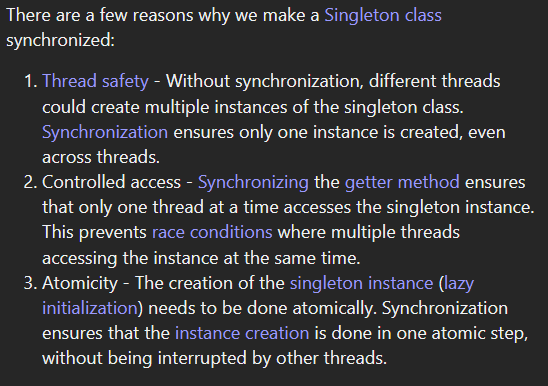 There are a few reasons why we make a Singleton class
synchronized:
1. Thread safety - Without synchronization, different threads
could create multiple instances of the singleton class.
Synchronization ensures only one instance is created, even
across threads.
2. Controlled access - Synchronizing the getter method ensures
that only one thread at a time accesses the singleton instance.
This prevents race conditions where multiple threads
accessing the instance at the same time.
3. Atomicity - The creation of the singleton instance (lazy
initialization) needs to be done atomically. Synchronization
ensures that the instance creation is done in one atomic step,
without being interrupted by other threads.